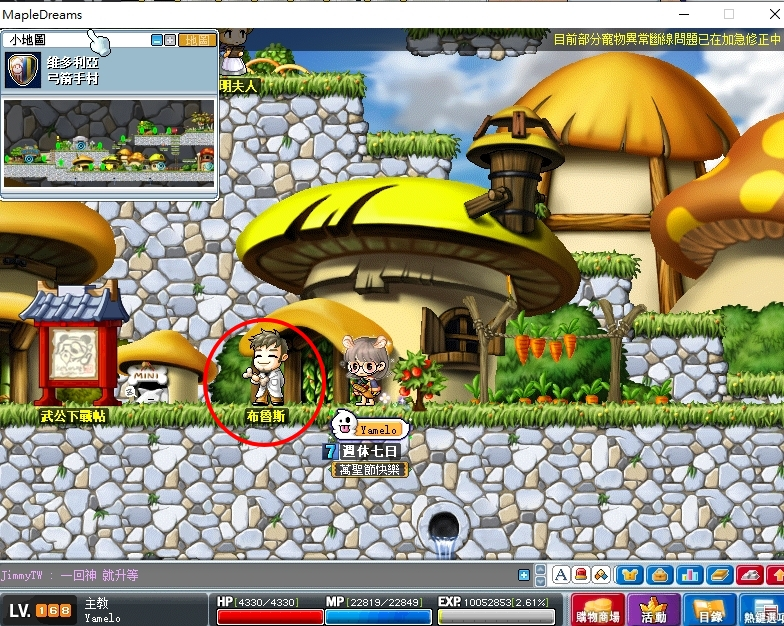 MapleDreams
小地圖
地圖
維多利亞
弓箭手村
目前部分寵物異常斷線問題已在加急修正中
明夫人
MINI
武公下戰帖
布魯斯
Yamelo
7 週休七日
萬聖節快樂
JimmyTW : 一回神 就升等
LV. 168
主教
Yamelo
HP[4330/4330]
MP[22819/22849]
EXP 10052853[2.61%]
購物商場
活動
目錄